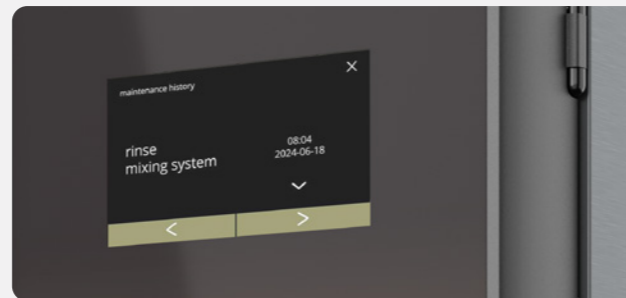 maintenance history
rinse
mixing system
08:04
2024-06-18